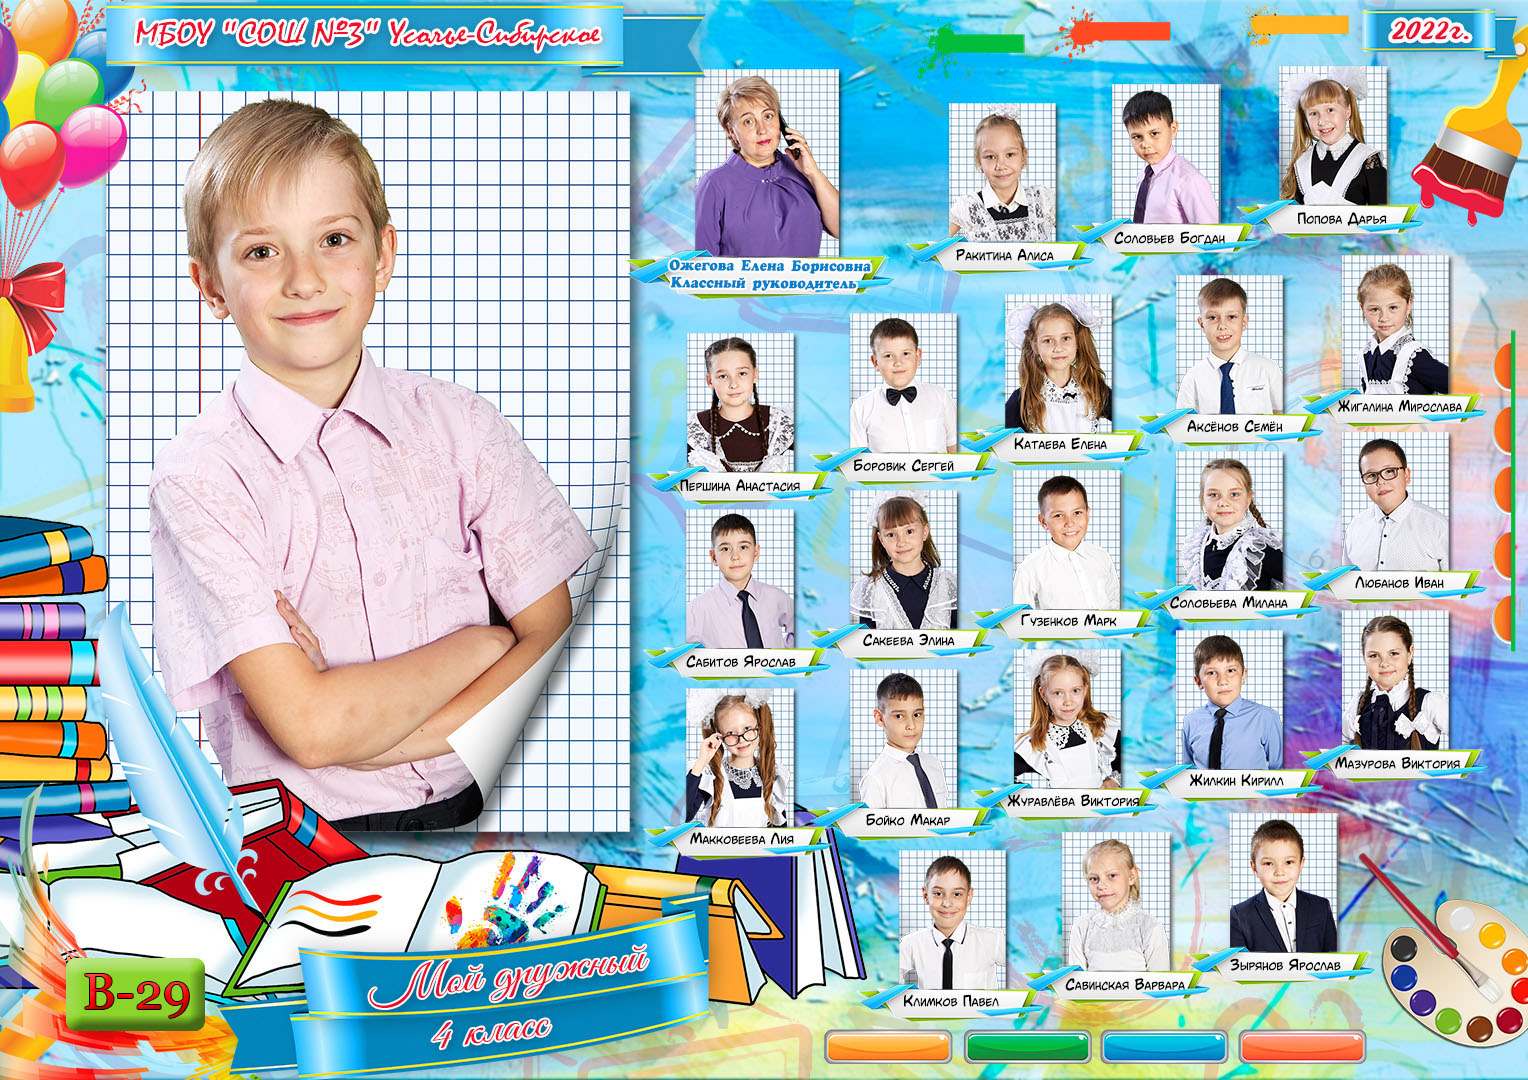 МБОУ "СОШ №3" Усолье-Сибирское
2022г.
Ожегова Елена Борисовна
Классный руководитель
Ракитина Алиса
Соловьев Богдан
Попова Дарья
Першина Анастасия
Боровик Сергей
Катаева Елена
Аксёнов Семён
Жигалина Мирослава
Сабитов Ярослав
Сакеева Элина
Гузенков Марк
Соловьева Милана
Любанов Иван
Макковеева Лия
Бойко Макар
Журавлёва Виктория
Жилкин Кирилл
Мазурова Виктория
Климков Павел
Савинская Варвара
Зырянов Ярослав
В-29
Мой дружный
4 класс